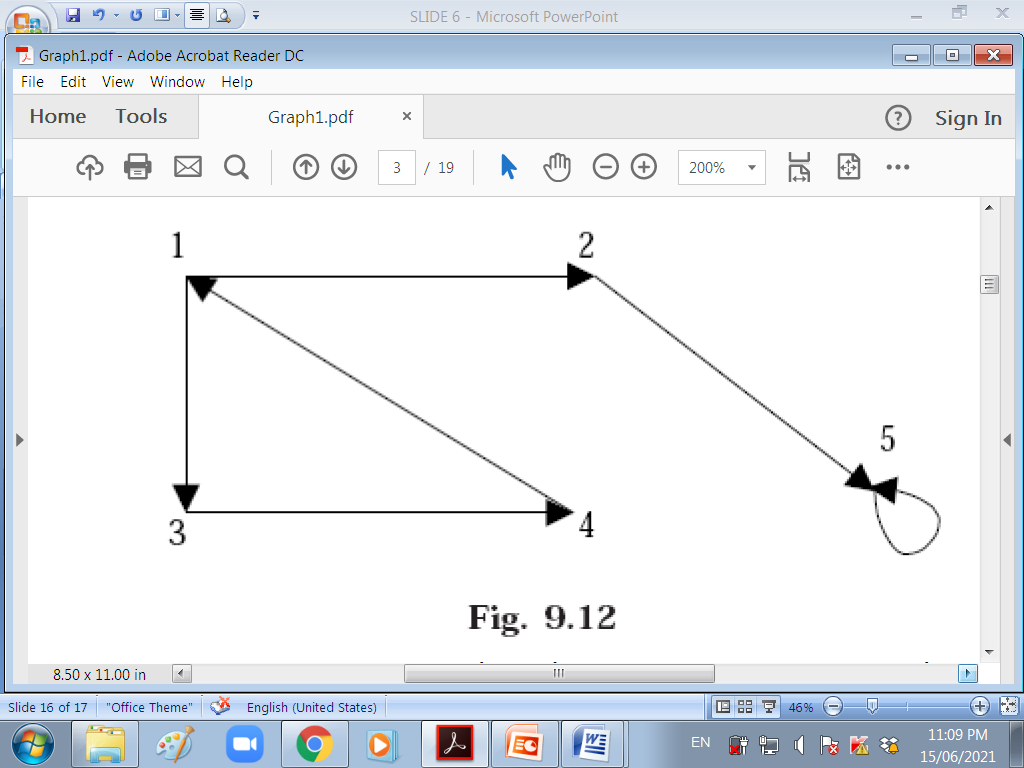 SLIDE 6 - Microsoft PowerPoint
Graph1.pdf - Adobe Acrobat Reader DC
File Edit View Window Help
Home Tools Graph1.pdf × ? Sign In
3 / 19 200%
1 2
5
3 4
Fig. 9.12
8.50 x 11.00 in
Slide 16 of 17 "Office Theme" English (United States) 46%
EN 11:09 PM
15/06/2021